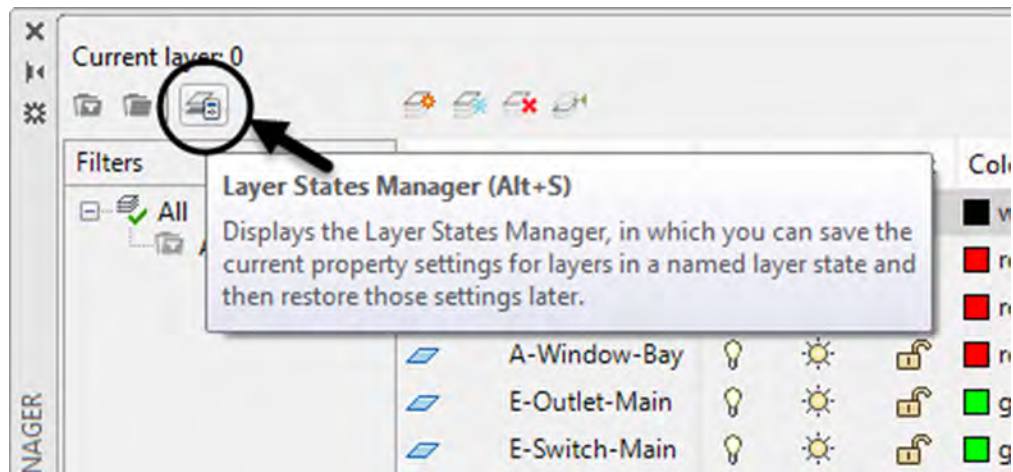 Current layer: 0
Filters
Colo
Layer States Manager (Alt+S)
All
Displays the Layer States Manager, in which you can save the
current property settings for layers in a named layer state and
then restore those settings later.
A-Window-Bay
E-Outlet-Main
E-Switch-Main
NAGER